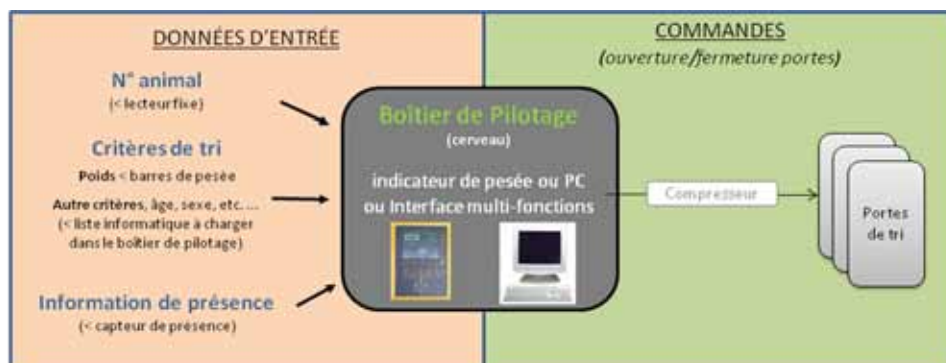 DONNÉES D'ENTRÉE
N° animal
(< lecteur fixe)
Critères de tri
Poids < barres de pesée
Autre critères, âge, sexe, etc. ...
(< liste informatique à charger
dans le boîtier de pilotage)
Information de présence
(< capteur de présence)
Boîtier de Pilotage
(cerveau)
indicateur de pesée ou PC
ou Interface multi-fonctions
COMMANDES
(ouverture/fermeture portes)
Compresseur
Portes
de tri